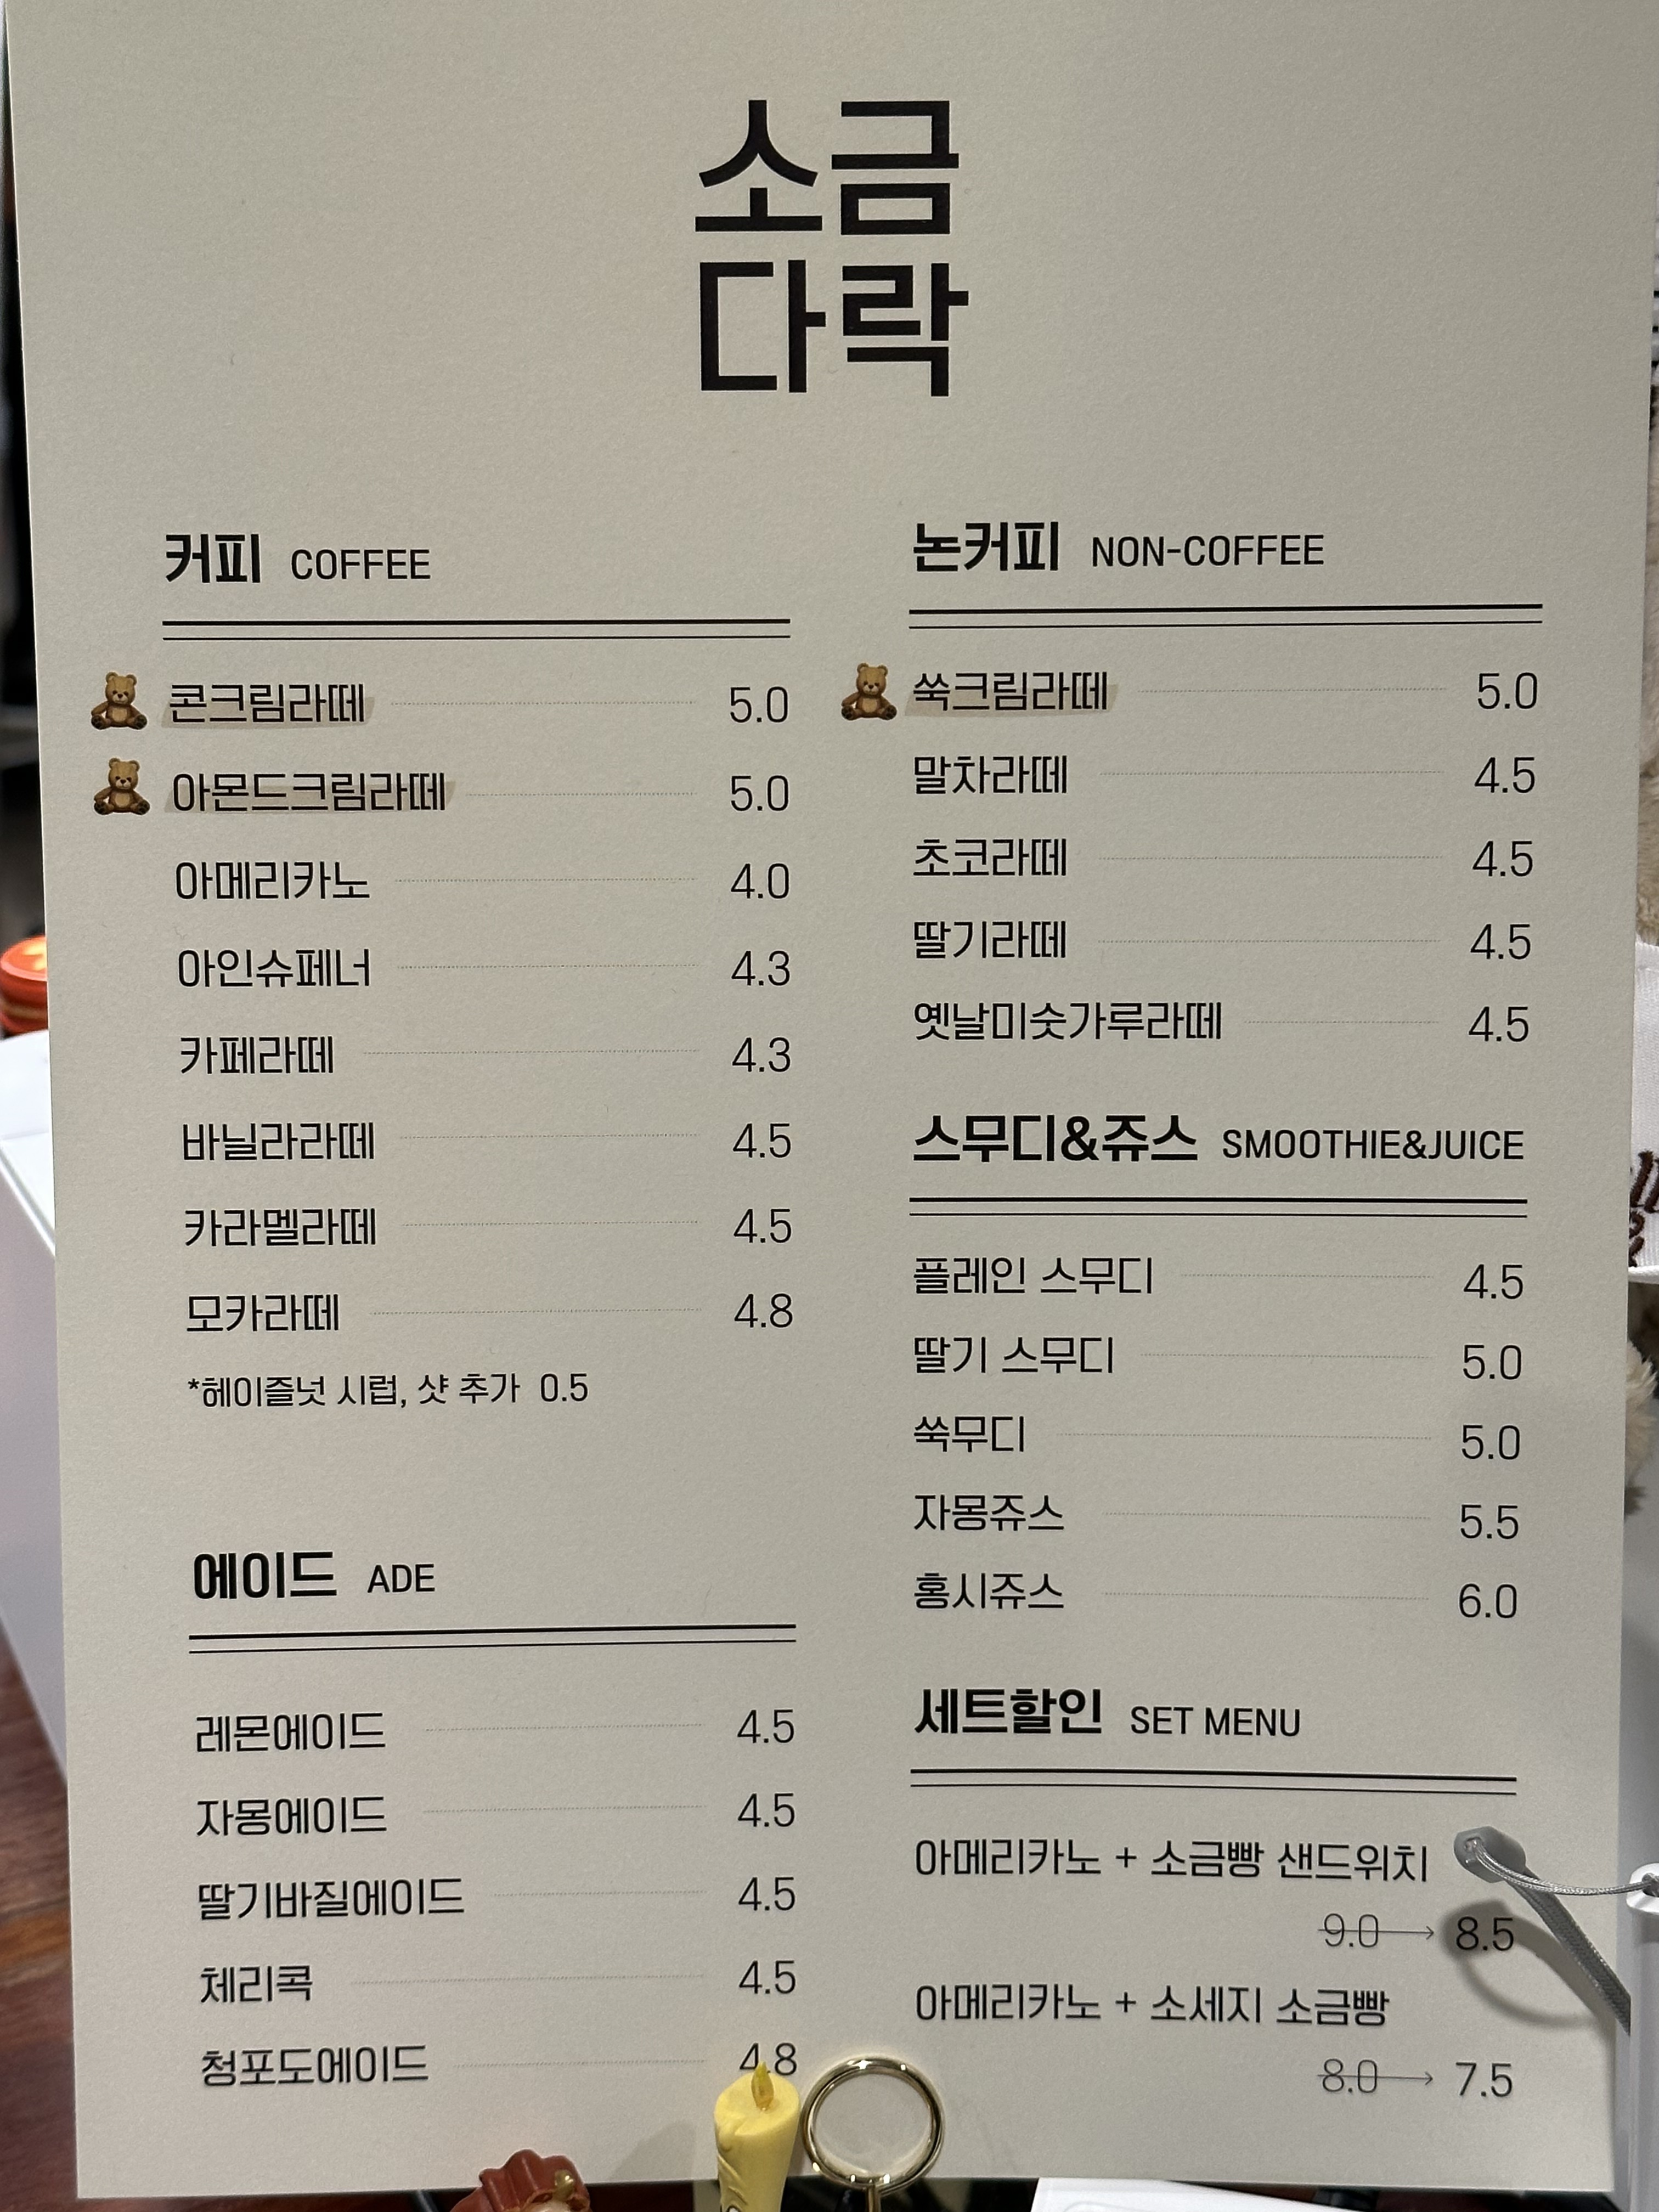 소금
다락
커피 COFFEE
콘크림라떼 5.0
아몬드크림라떼 5.0
아메리카노 4.0
아인슈페너 4.3
카페라떼 4.3
바닐라라떼 4.5
카라멜라떼 4.5
모카라떼 4.8
*헤이즐넛 시럽, 샷 추가 0.5
에이드 ADE
레몬에이드 4.5
자몽에이드 4.5
딸기바질에이드 4.5
체리콕 4.5
청포도에이드 4.8
논커피 NON-COFFEE
쑥크림라떼 5.0
말차라떼 4.5
초코라떼 4.5
딸기라떼 4.5
옛날미숫가루라떼 4.5
스무디&쥬스 SMOOTHIE&JUICE
플레인 스무디 4.5
딸기 스무디 5.0
쑥무디 5.0
자몽쥬스 5.5
홍시쥬스 6.0
세트할인 SET MENU
아메리카노 + 소금빵 샌드위치
9.0 → 8.5
아메리카노 + 소세지 소금빵
8.0 → 7.5